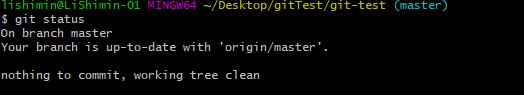 lishimin@LiShimin-01 MINGW64 ~/Desktop/gitTest/git-test (master)
$ git status
On branch master
Your branch is up-to-date with 'origin/master'.
nothing to commit, working tree clean